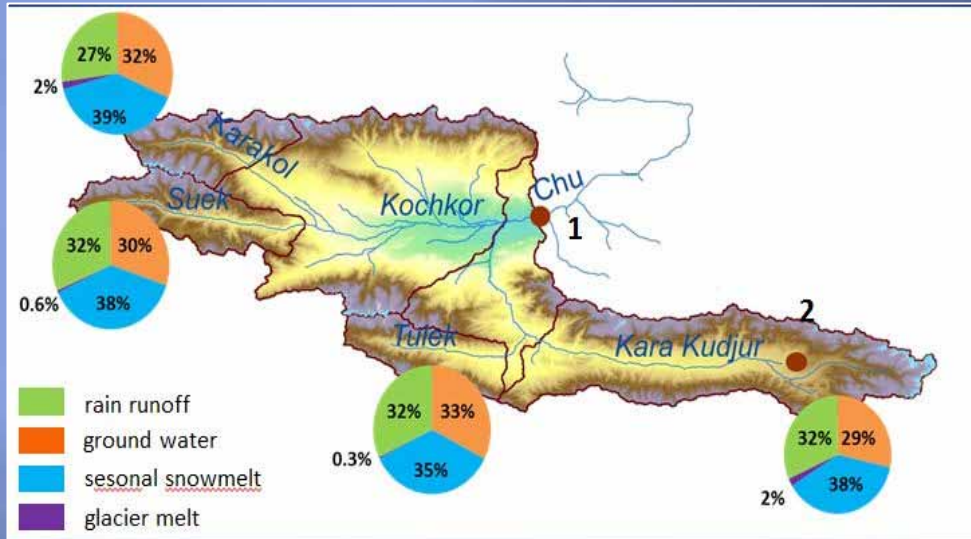 27%
32%
2%
39%
Karakol
Suek
Kochkor
Chu
1
32%
30%
0.6%
38%
2
Tulek
Kara Kudjur
rain runoff
ground water
sesonal snowmelt
glacier melt
32%
33%
0.3%
35%
32%
29%
2%
38%